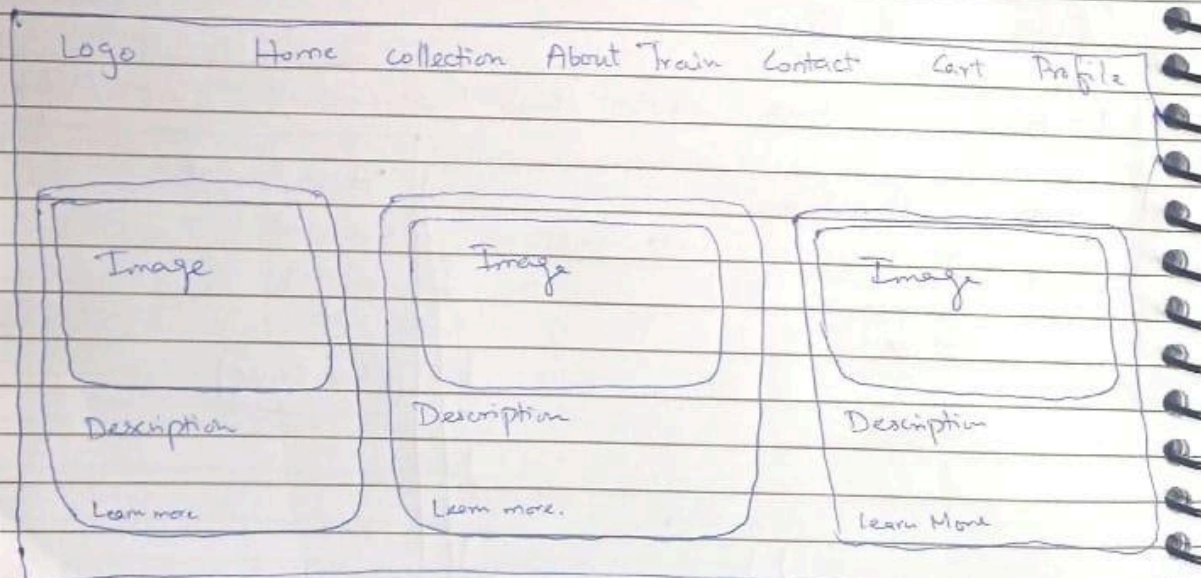 Logo Home collection About Train Contact Cart Profile
Image Image Image
Description Description Description
Learn more Learn more. Learn More